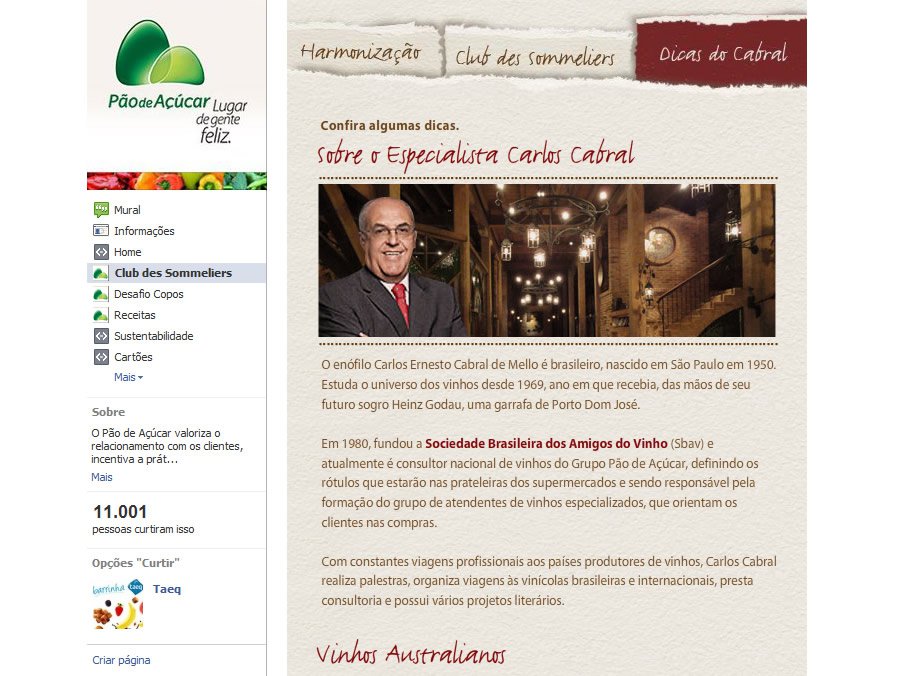 Pão de Açúcar Lugar
de gente
feliz.
Mural
Informações
Home
Club des Sommeliers
Desafio Copos
Receitas
Sustentabilidade
Cartões
Mais
Sobre
O Pão de Açúcar valoriza o
relacionamento com os clientes,
incentiva a prát...
Mais
11.001
pessoas curtiram isso
Opções "Curtir"
barrinha taeq
Taeq
Criar página
Harmonização
Club des Sommeliers
Dicas do Cabral
Confira algumas dicas.
Sobre o Especialista Carlos Cabral
O enófilo Carlos Ernesto Cabral de Mello é brasileiro, nascido em São Paulo em 1950.
Estuda o universo dos vinhos desde 1969, ano em que recebia, das mãos de seu
futuro sogro Heinz Godau, uma garrafa de Porto Dom José.
Em 1980, fundou a Sociedade Brasileira dos Amigos do Vinho (Sbav) e
atualmente é consultor nacional de vinhos do Grupo Pão de Açúcar, definindo os
rótulos que estarão nas prateleiras dos supermercados e sendo responsável pela
formação do grupo de atendentes de vinhos especializados, que orientam os
clientes nas compras.
Com constantes viagens profissionais aos países produtores de vinhos, Carlos Cabral
realiza palestras, organiza viagens às vinícolas brasileiras e internacionais, presta
consultoria e possui vários projetos literários.
Vinhos Australianos